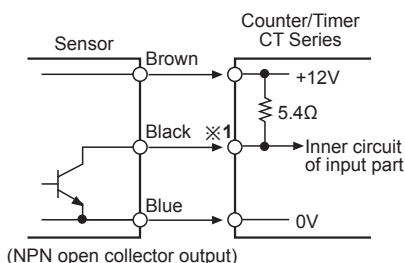 Counter/Timer
CT Series
Sensor
Brown
+12V
5.4Ω
Black ※1
Inner circuit
of input part
Blue
0V
(NPN open collector output)